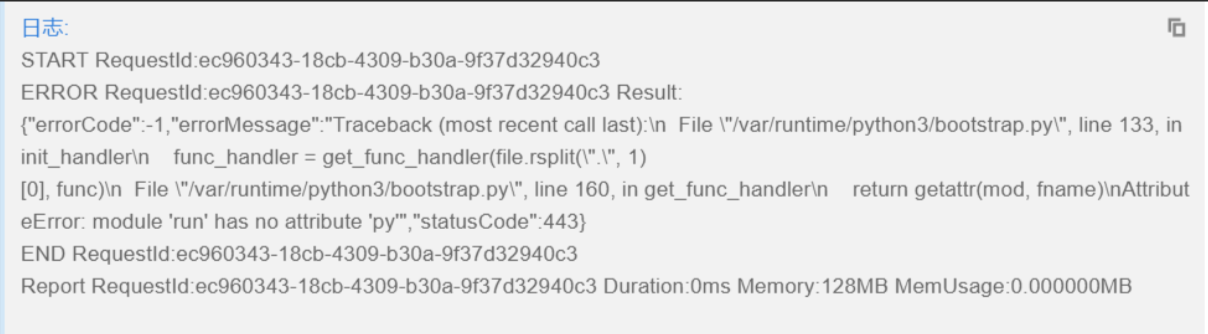 日志:
START RequestId:ec960343-18cb-4309-b30a-9f37d32940c3
ERROR RequestId:ec960343-18cb-4309-b30a-9f37d32940c3 Result:
{"errorCode":-1,"errorMessage":"Traceback (most recent call last):\n  File \"/var/runtime/python3/bootstrap.py\", line 133, in
init_handler\n    func_handler = get_func_handler(file.rsplit(\".\", 1)
[0], func)\n  File \"/var/runtime/python3/bootstrap.py\", line 160, in get_func_handler\n    return getattr(mod, fname)\nAttribut
eError: module 'run' has no attribute 'py'","statusCode":443}
END RequestId:ec960343-18cb-4309-b30a-9f37d32940c3
Report RequestId:ec960343-18cb-4309-b30a-9f37d32940c3 Duration:0ms Memory:128MB MemUsage:0.000000MB